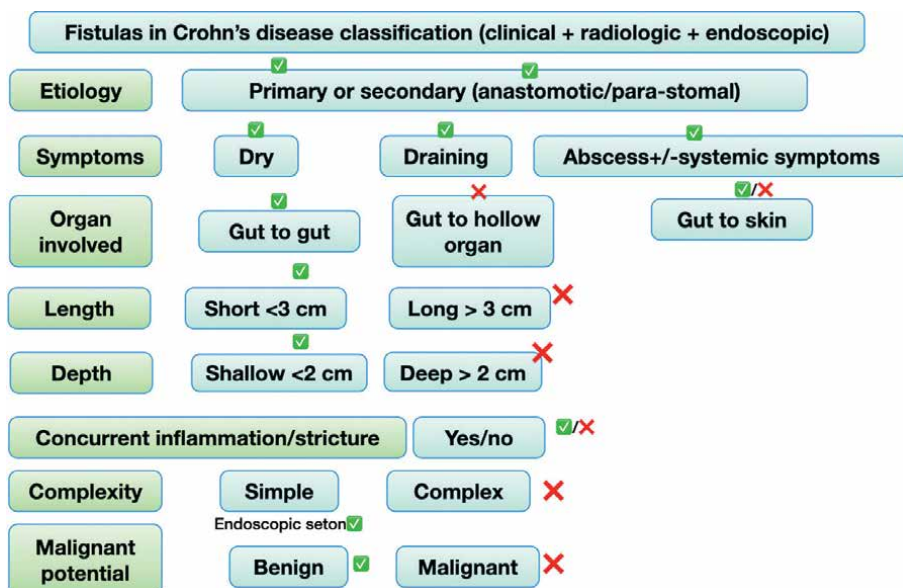 Fistulas in Crohn's disease classification (clinical + radiologic + endoscopic)
Etiology
Primary or secondary (anastomotic/para-stomal)
Symptoms
Dry
Draining
Abscess+/-systemic symptoms
Organ
involved
Gut to gut
Gut to hollow
organ
/
Gut to skin
Length
Short <3 cm
Long > 3 cm
Depth
Shallow <2 cm
Deep > 2 cm
Concurrent inflammation/stricture
Yes/no
/
Complexity
Simple
Complex
Endoscopic seton
Malignant
potential
Benign
Malignant